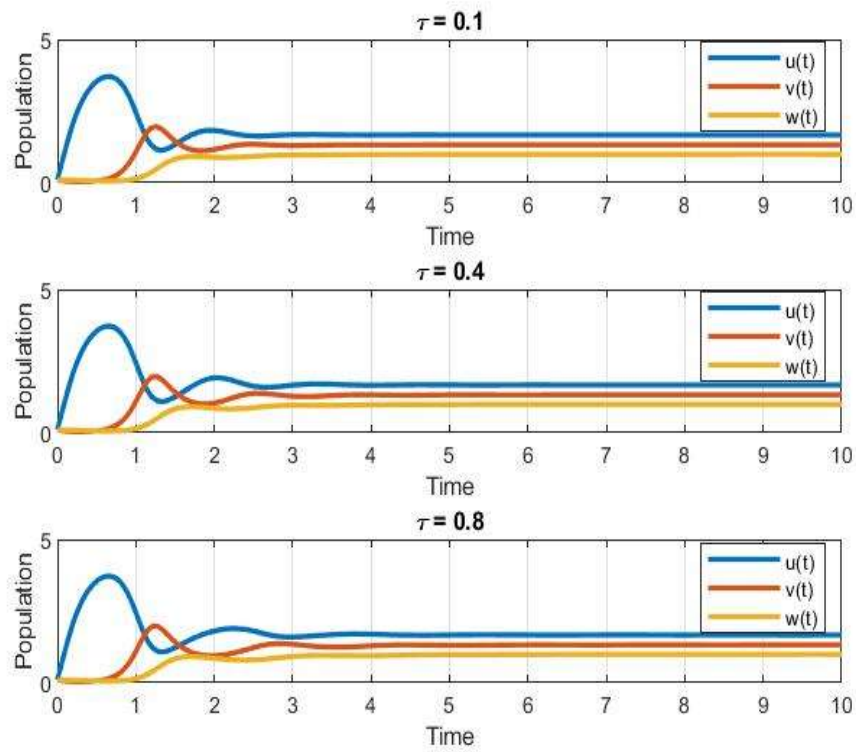 τ = 0.1
5
0
Population
u(t)
v(t)
w(t)
0 1 2 3 4 5 6 7 8 9 10
Time
τ = 0.4
5
0
Population
u(t)
v(t)
w(t)
0 1 2 3 4 5 6 7 8 9 10
Time
τ = 0.8
5
0
Population
u(t)
v(t)
w(t)
0 1 2 3 4 5 6 7 8 9 10
Time